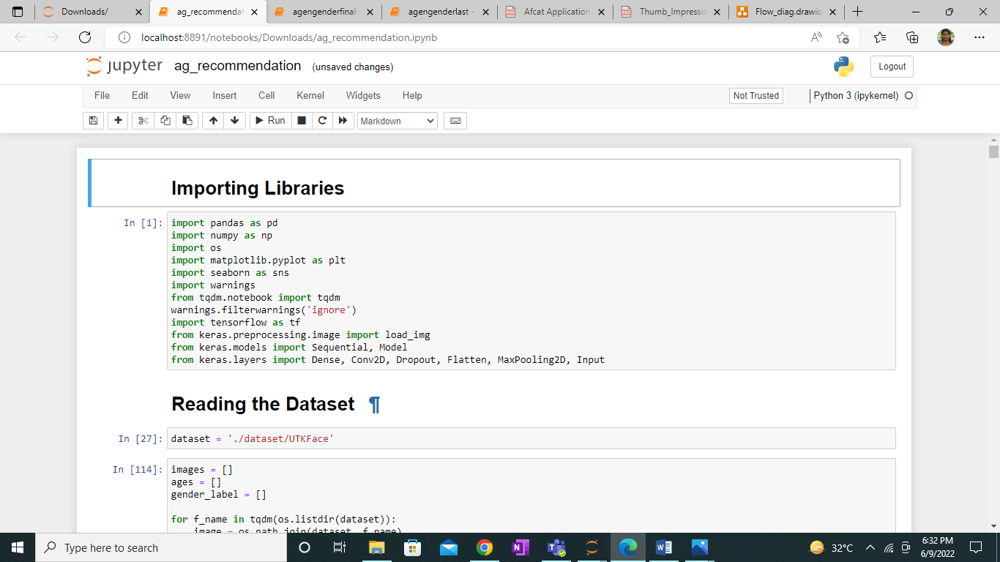 Downloads/
ag_recommendat
agengenderfinal -
agengenderlast -
Afcat Application
Thumb_Impressic
Flow_diag.drawio
localhost:8891/notebooks/Downloads/ag_recommendation.ipynb
jupyter ag_recommendation (unsaved changes)
Logout
File Edit View Insert Cell Kernel Widgets Help
Not Trusted
Python 3 (ipykernel)
Run
Markdown
Importing Libraries
In [1]:
import pandas as pd
import numpy as np
import os
import matplotlib.pyplot as plt
import seaborn as sns
import warnings
from tqdm.notebook import tqdm
warnings.filterwarnings('ignore')
import tensorflow as tf
from keras.preprocessing.image import load_img
from keras.models import Sequential, Model
from keras.layers import Dense, Conv2D, Dropout, Flatten, MaxPooling2D, Input
Reading the Dataset ¶
In [27]: dataset = './dataset/UTKFace'
In [114]:
images = []
ages = []
gender_label = []
for f_name in tqdm(os.listdir(dataset)):
image = os.path.join(dataset, f_name)
Type here to search
32°C
6:32 PM
6/9/2022